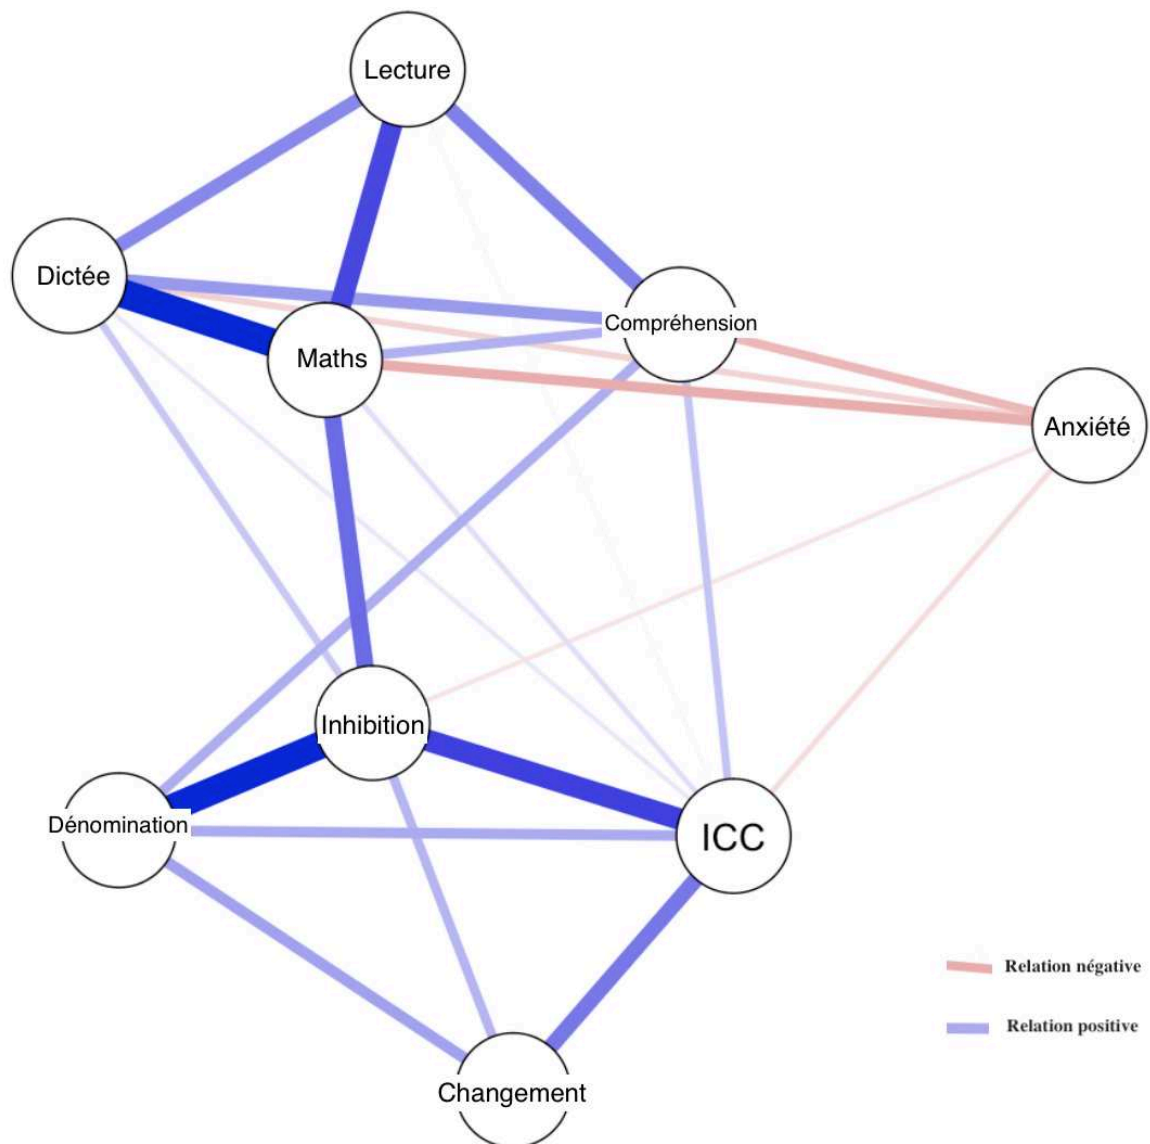 Lecture
Dictée
Compréhension
Maths
Anxiété
Inhibition
Dénomination
ICC
Relation négative
Relation positive
Changement